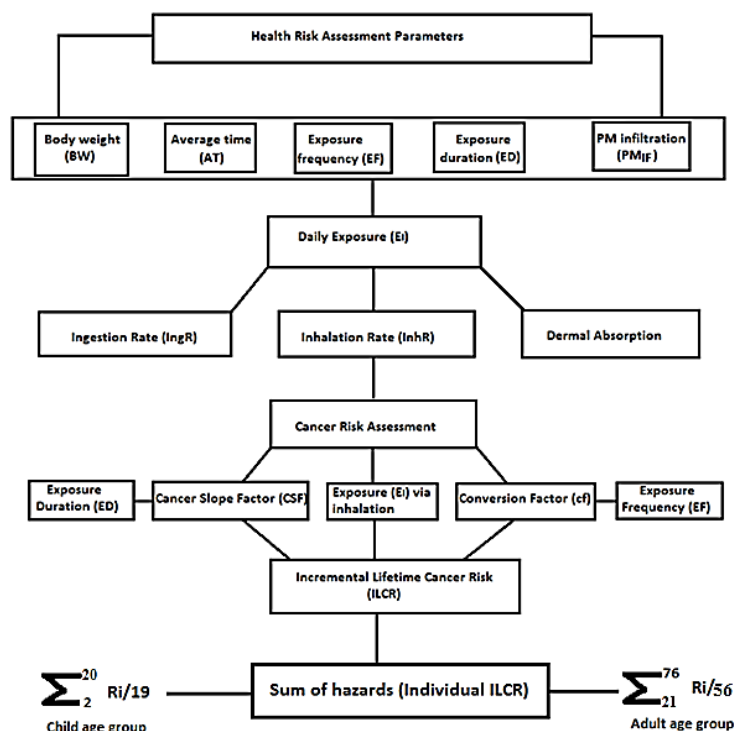 Health Risk Assessment Parameters
Body weight
(BW)
Average time
(AT)
Exposure
frequency (EF)
Exposure
duration (ED)
PM infiltration
(PMIF)
Daily Exposure (EI)
Ingestion Rate (IngR)
Inhalation Rate (InhR)
Dermal Absorption
Cancer Risk Assessment
Exposure
Duration (ED)
Cancer Slope Factor (CSF)
Exposure (EI) via
inhalation
Conversion Factor (cf)
Exposure
Frequency (EF)
Incremental Lifetime Cancer Risk
(ILCR)
∑ 20 2 Ri/19
Child age group
Sum of hazards (Individual ILCR)
∑ 76 21 Ri/56
Adult age group